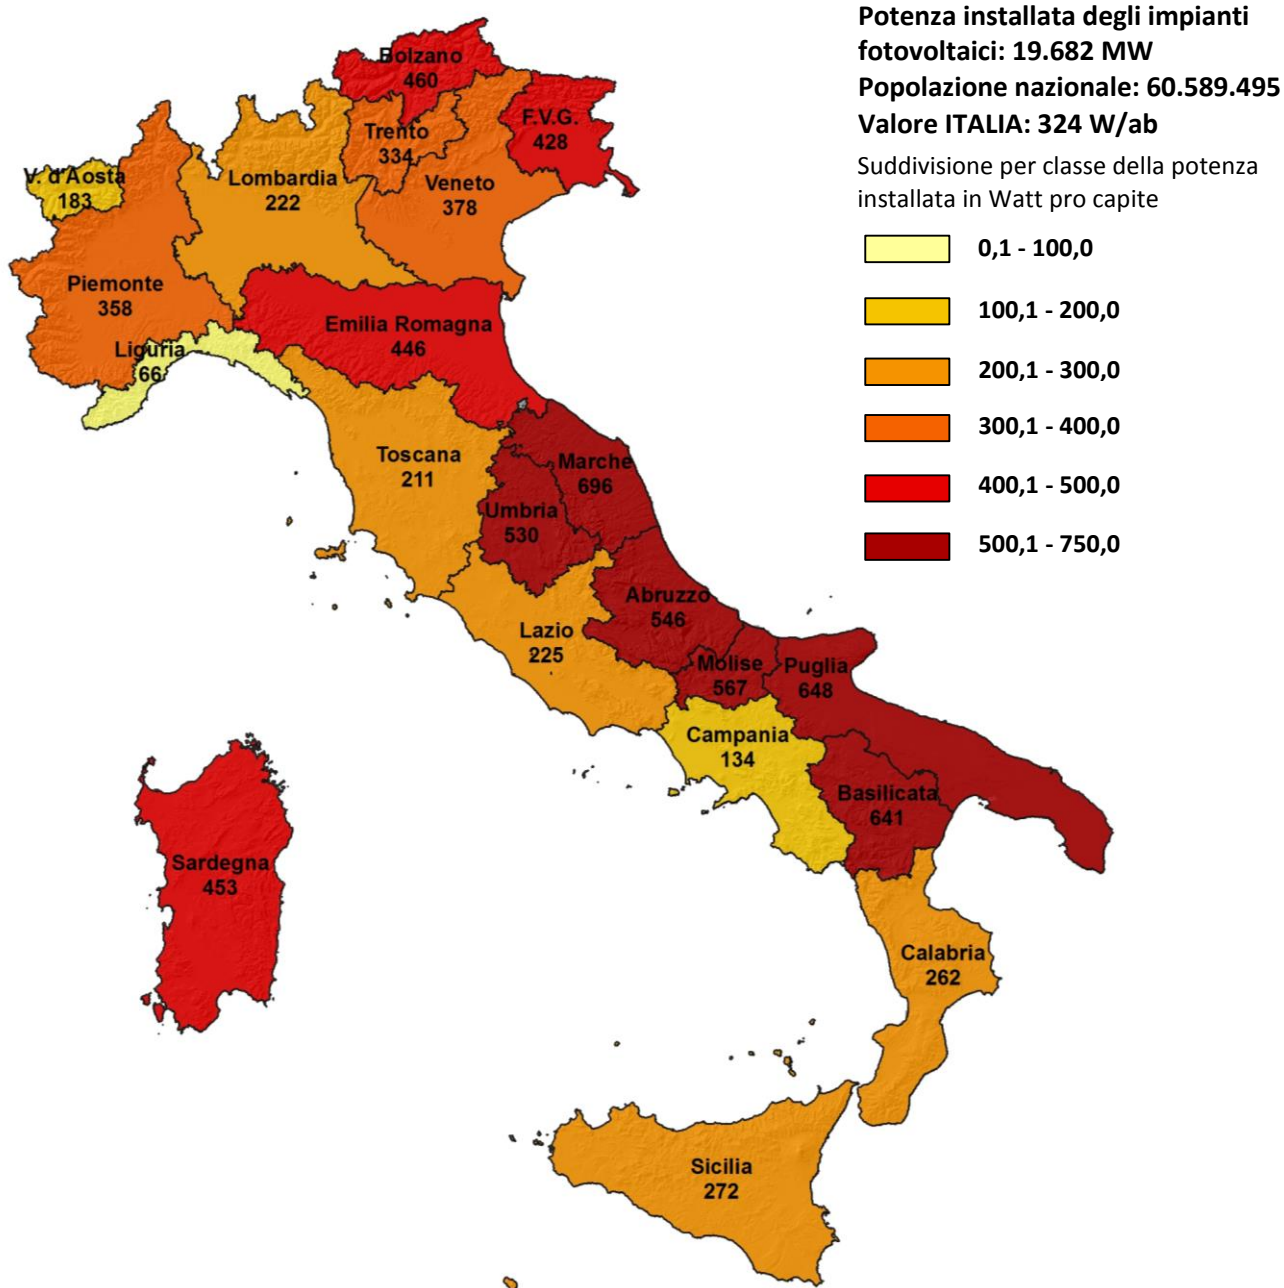 Potenza installata degli impianti
fotovoltaici: 19.682 MW
Popolazione nazionale: 60.589.495
Valore ITALIA: 324 W/ab
Suddivisione per classe della potenza
installata in Watt pro capite
0,1 - 100,0
100,1 - 200,0
200,1 - 300,0
300,1 - 400,0
400,1 - 500,0
500,1 - 750,0
Bolzano
460
Trento
334
F.V.G.
428
V. d'Aosta
183
Lombardia
222
Veneto
378
Piemonte
358
Liguria
66
Emilia Romagna
446
Toscana
211
Marche
696
Umbria
530
Abruzzo
546
Lazio
225
Molise
567
Puglia
648
Campania
134
Basilicata
641
Sardegna
453
Calabria
262
Sicilia
272